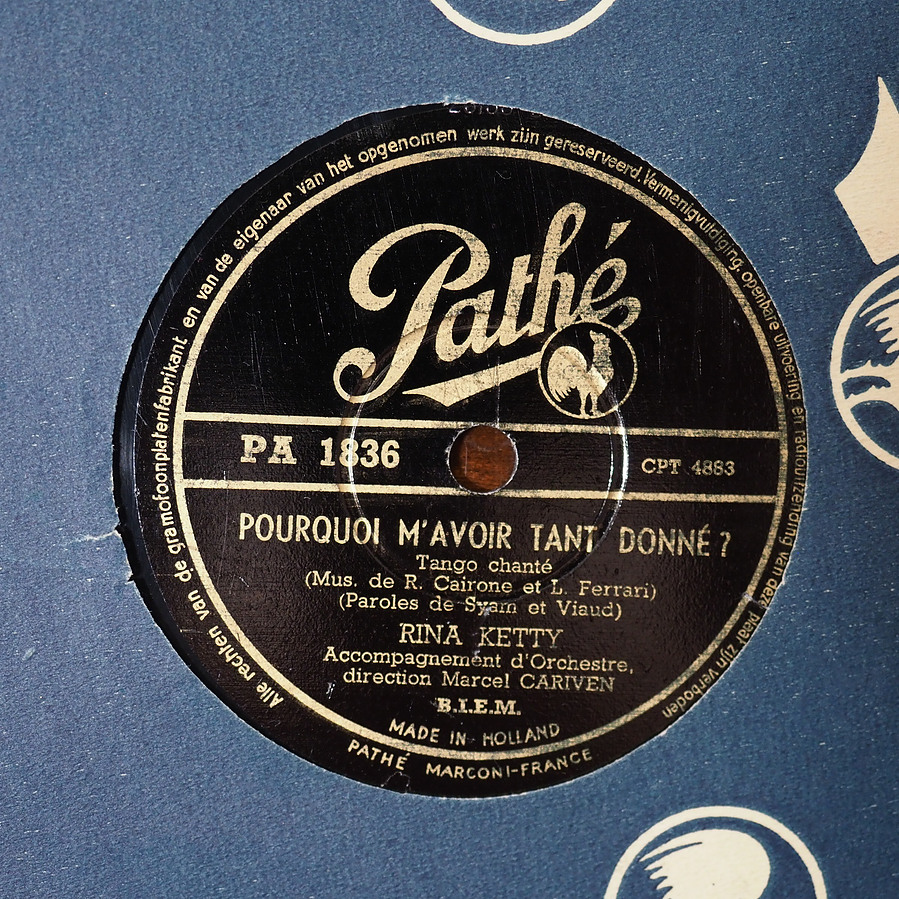 Pathé
PA 1836
CPT 4883
POURQUOI M'AVOIR TANT DONNÉ ?
Tango chanté
(Mus. de R. Cairone et L. Ferrari)
(Paroles de Syam et Viaud)
RINA KETTY
Accompagnement d'Orchestre,
direction Marcel CARIVEN
B.I.E.M.
MADE IN HOLLAND
PATHÉ MARCONI-FRANCE
Alle rechten van de gramofoonplatenfabrikant en van de eigenaar van het opgenomen werk zijn gereserveerd. Vermenigvuldiging, openbare uitvoering en radiouitzending van deze plaat zijn verboden